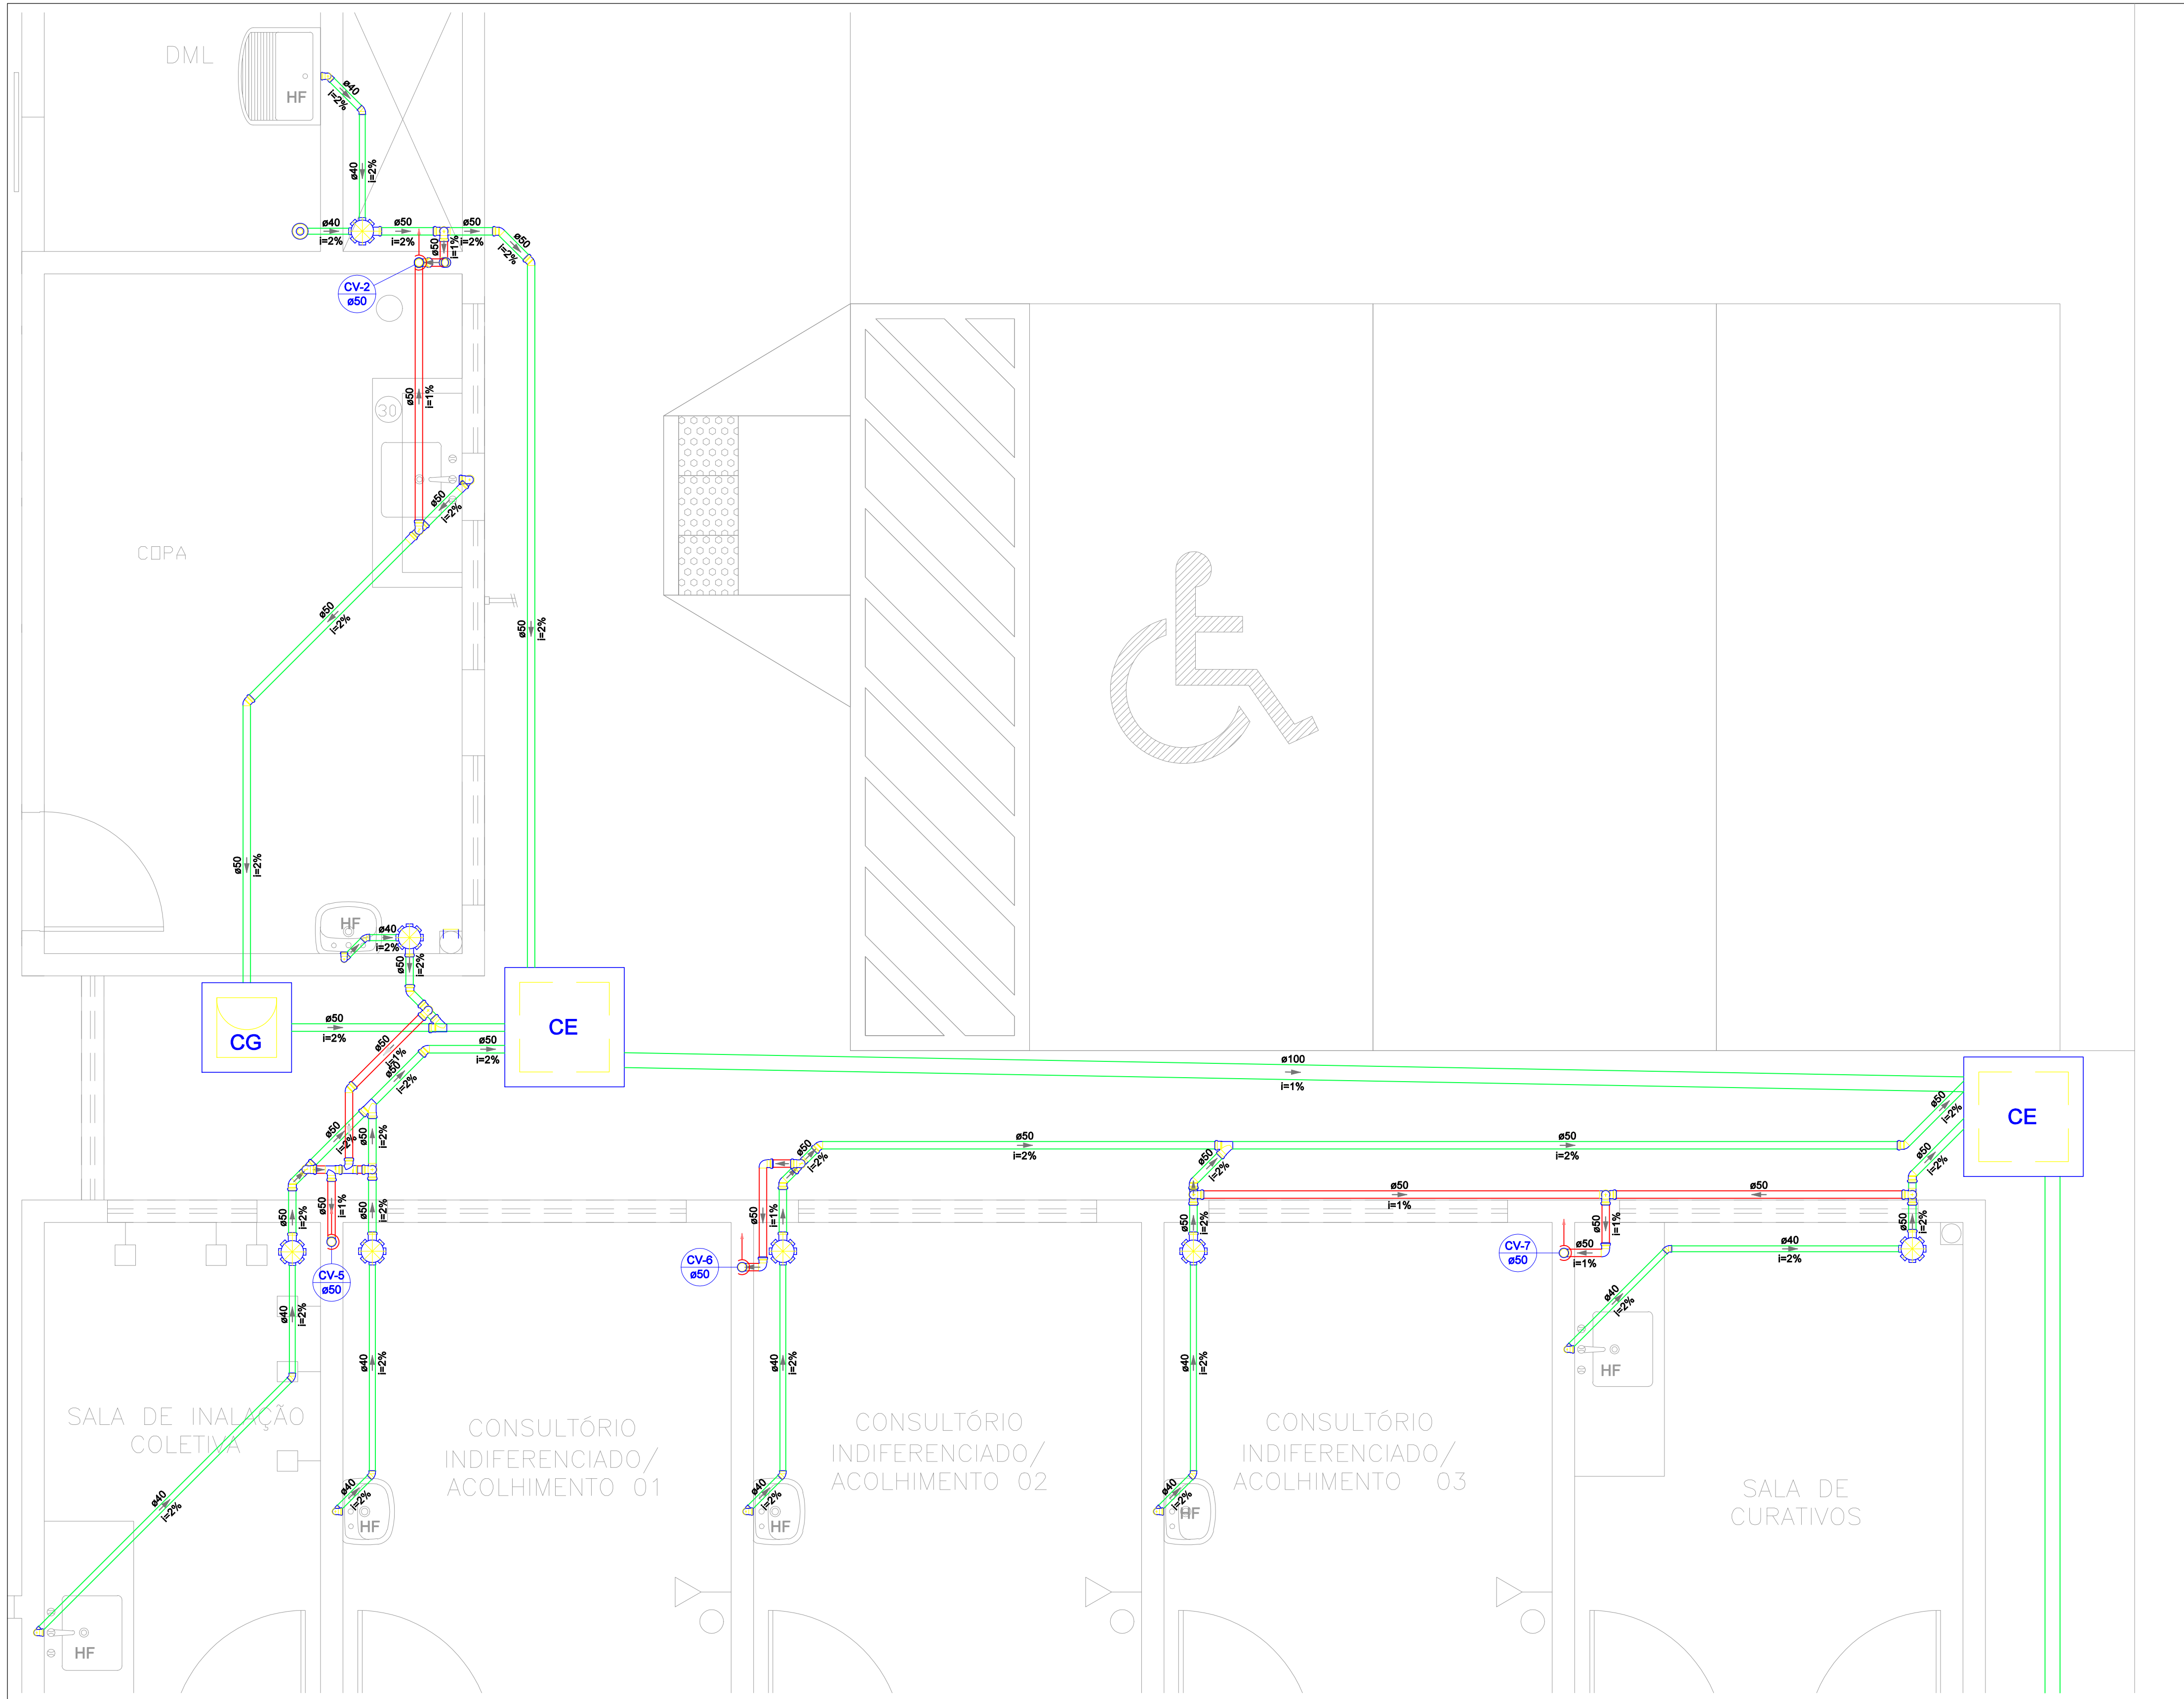 DML
HF
ø40
i=2%
ø40
i=2%
ø40
i=2%
ø50
i=2%
ø50
i=2%
ø50
i=1%
ø50
i=2%
CV-2
ø50
ø50
i=1%
30
ø50
i=2%
COPA
ø50
i=2%
ø50
i=2%
ø50
i=2%
HF
ø40
i=2%
ø50
i=2%
CG
ø50
i=2%
CE
ø50
i=1%
ø50
i=2%
ø50
i=2%
ø100
i=1%
CE
ø50
i=2%
ø50
i=2%
ø50
i=2%
ø50
i=2%
ø50
i=2%
ø50
i=2%
ø50
i=2%
ø50
i=2%
ø50
i=1%
ø50
i=2%
ø50
i=2%
ø50
i=1%
CV-5
ø50
ø50
i=1%
CV-6
ø50
ø50
i=2%
ø50
i=1%
ø50
ø50
i=1%
ø50
i=1%
CV-7
ø50
ø50
i=2%
ø40
i=2%
ø40
i=2%
HF
ø40
i=2%
ø40
i=2%
ø40
i=2%
ø40
i=2%
SALA DE INALAÇÃO
COLETIVA
ø40
i=2%
HF
CONSULTÓRIO
INDIFERENCIADO/
ACOLHIMENTO 01
ø40
i=2%
HF
CONSULTÓRIO
INDIFERENCIADO/
ACOLHIMENTO 02
ø40
i=2%
HF
CONSULTÓRIO
INDIFERENCIADO/
ACOLHIMENTO 03
ø40
i=2%
HF
SALA DE
CURATIVOS